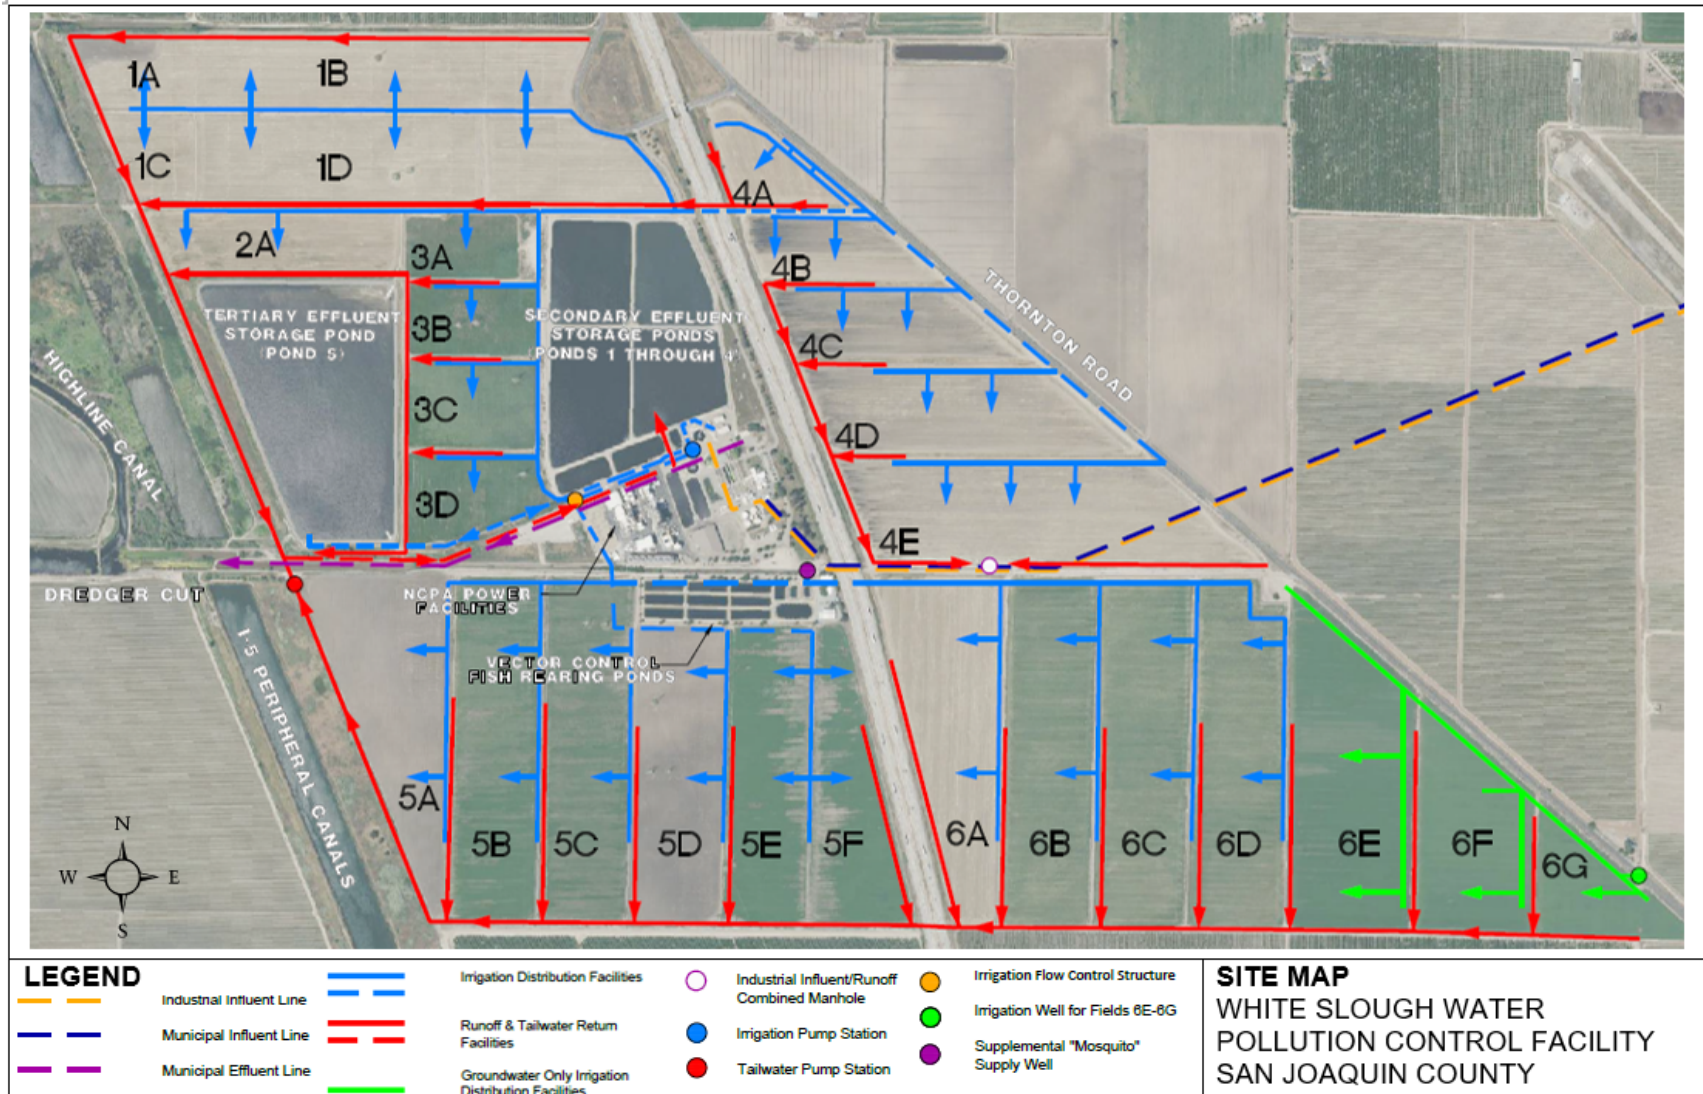 1A
1B
1C
1D
2A
3A
3B
3C
3D
4A
4B
4C
4D
4E
TERTIARY EFFLUENT
STORAGE POND
(POND 5)
SECONDARY EFFLUENT
STORAGE PONDS
(PONDS 1 THROUGH 4
THORNTON ROAD
HIGHLINE CANAL
DREDGER CUT
NCPA POWER
FACILITIES
VECTOR CONTROL
FISH REARING PONDS
I-5 PERIPHERAL CANALS
5A
5B
5C
5D
5E
5F
6A
6B
6C
6D
6E
6F
6G
N
W
E
S
LEGEND
Industrial Influent Line
Municipal Influent Line
Municipal Effluent Line
Irrigation Distribution Facilities
Runoff & Tailwater Return
Facilities
Groundwater Only Irrigation
Distribution Facilities
Industrial Influent/Runoff
Combined Manhole
Irrigation Pump Station
Tailwater Pump Station
Irrigation Flow Control Structure
Irrigation Well for Fields 6E-6G
Supplemental "Mosquito"
Supply Well
SITE MAP
WHITE SLOUGH WATER
POLLUTION CONTROL FACILITY
SAN JOAQUIN COUNTY